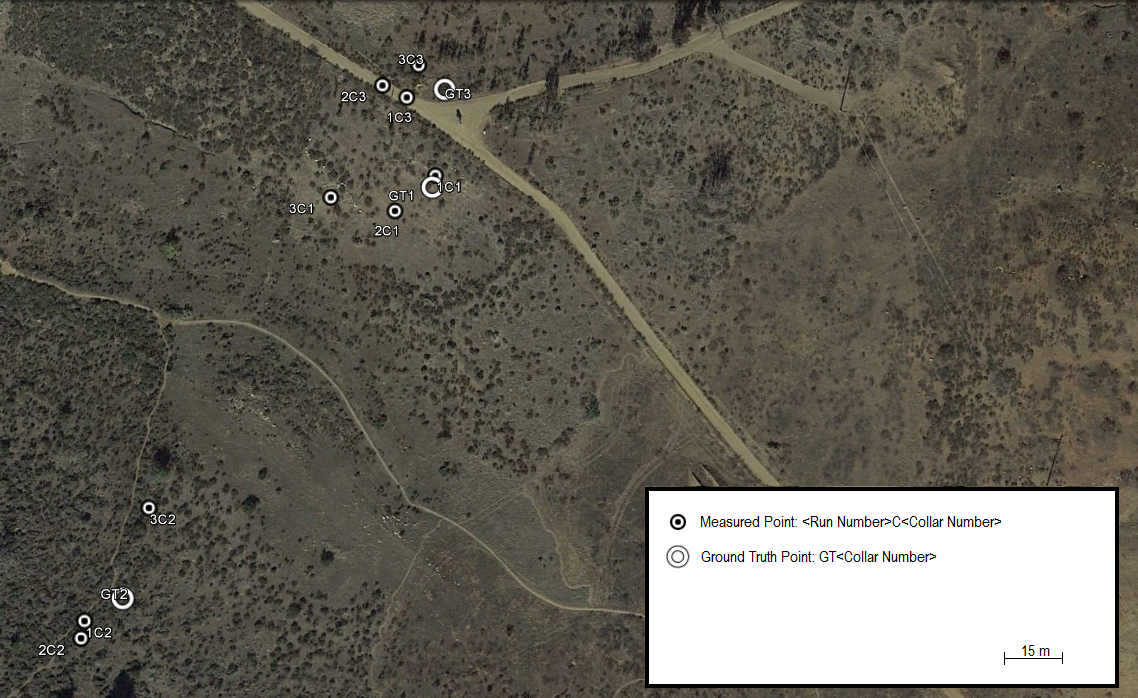 3C3
2C3
GT3
1C3
1C1
GT1
3C1
2C1
3C2
GT2
1C2
2C2
Measured Point: <Run Number>C<Collar Number>
Ground Truth Point: GT<Collar Number>
15 m